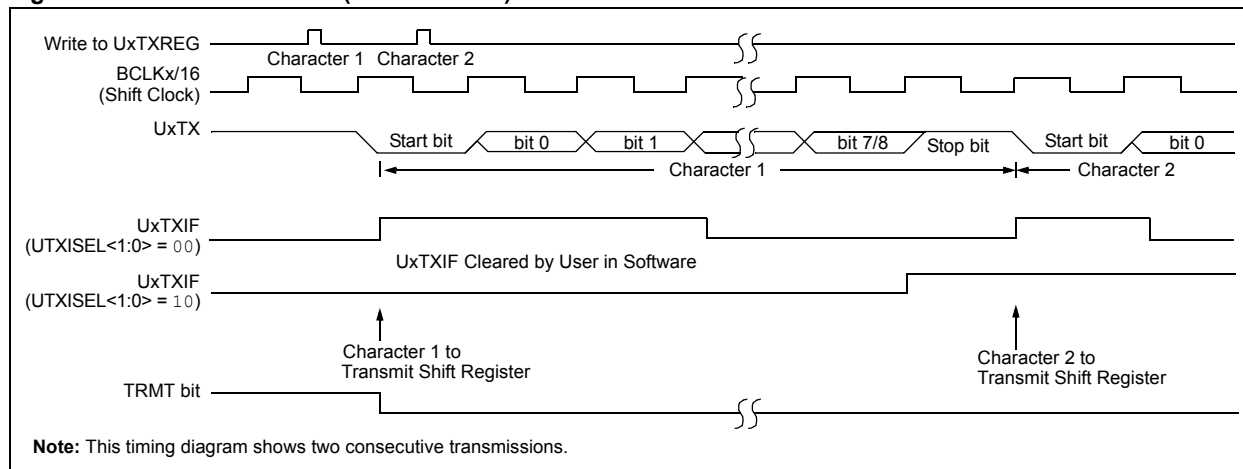 Write to UxTXREG
Character 1 Character 2
BCLKx/16
(Shift Clock)
UxTX
Start bit bit 0 bit 1 bit 7/8 Stop bit Start bit bit 0
Character 1 Character 2
UxTXIF
(UTXISEL<1:0> = 00)
UxTXIF Cleared by User in Software
UxTXIF
(UTXISEL<1:0> = 10)
Character 1 to
Transmit Shift Register
Character 2 to
Transmit Shift Register
TRMT bit
Note: This timing diagram shows two consecutive transmissions.